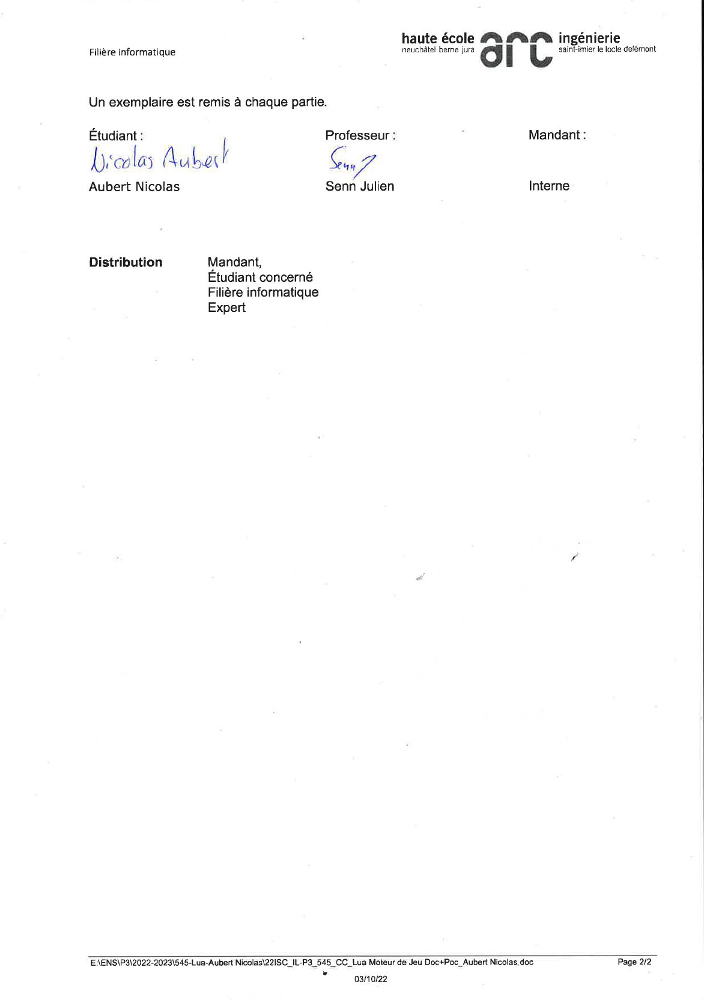 Filière informatique
haute école arc ingénierie
neuchâtel berne jura saint-imier le locle delémont
Un exemplaire est remis à chaque partie.
Étudiant : Professeur : Mandant :
Nicolas Aubert Senn
Aubert Nicolas Senn Julien Interne
Distribution Mandant,
Étudiant concerné
Filière informatique
Expert
E:\ENS\P3\2022-2023\545-Lua-Aubert Nicolas\22ISC_IL-P3_545_CC_Lua Moteur de Jeu Doc+Poc_Aubert Nicolas.doc Page 2/2
03/10/22